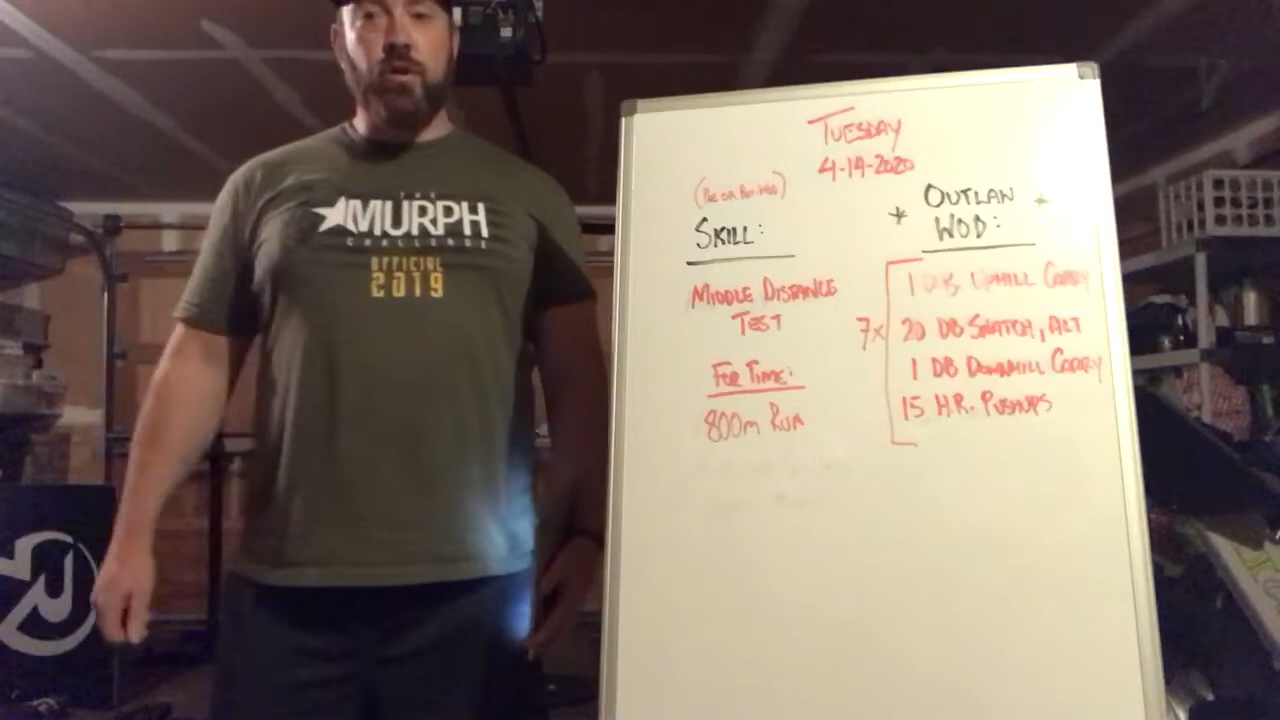 THE
MURPH
CHALLENGE
OFFICIAL
2019
TUESDAY
4-14-2020
(PRE OR POST-WOD)
SKILL:
MIDDLE DISTANCE
TEST
FOR TIME:
800m RUN
* OUTLAW *
WOD:
7x
1 UPHILL CARRY
20 DB SNATCH, ALT
1 DB DOWNHILL CARRY
15 H.R. PUSHUPS